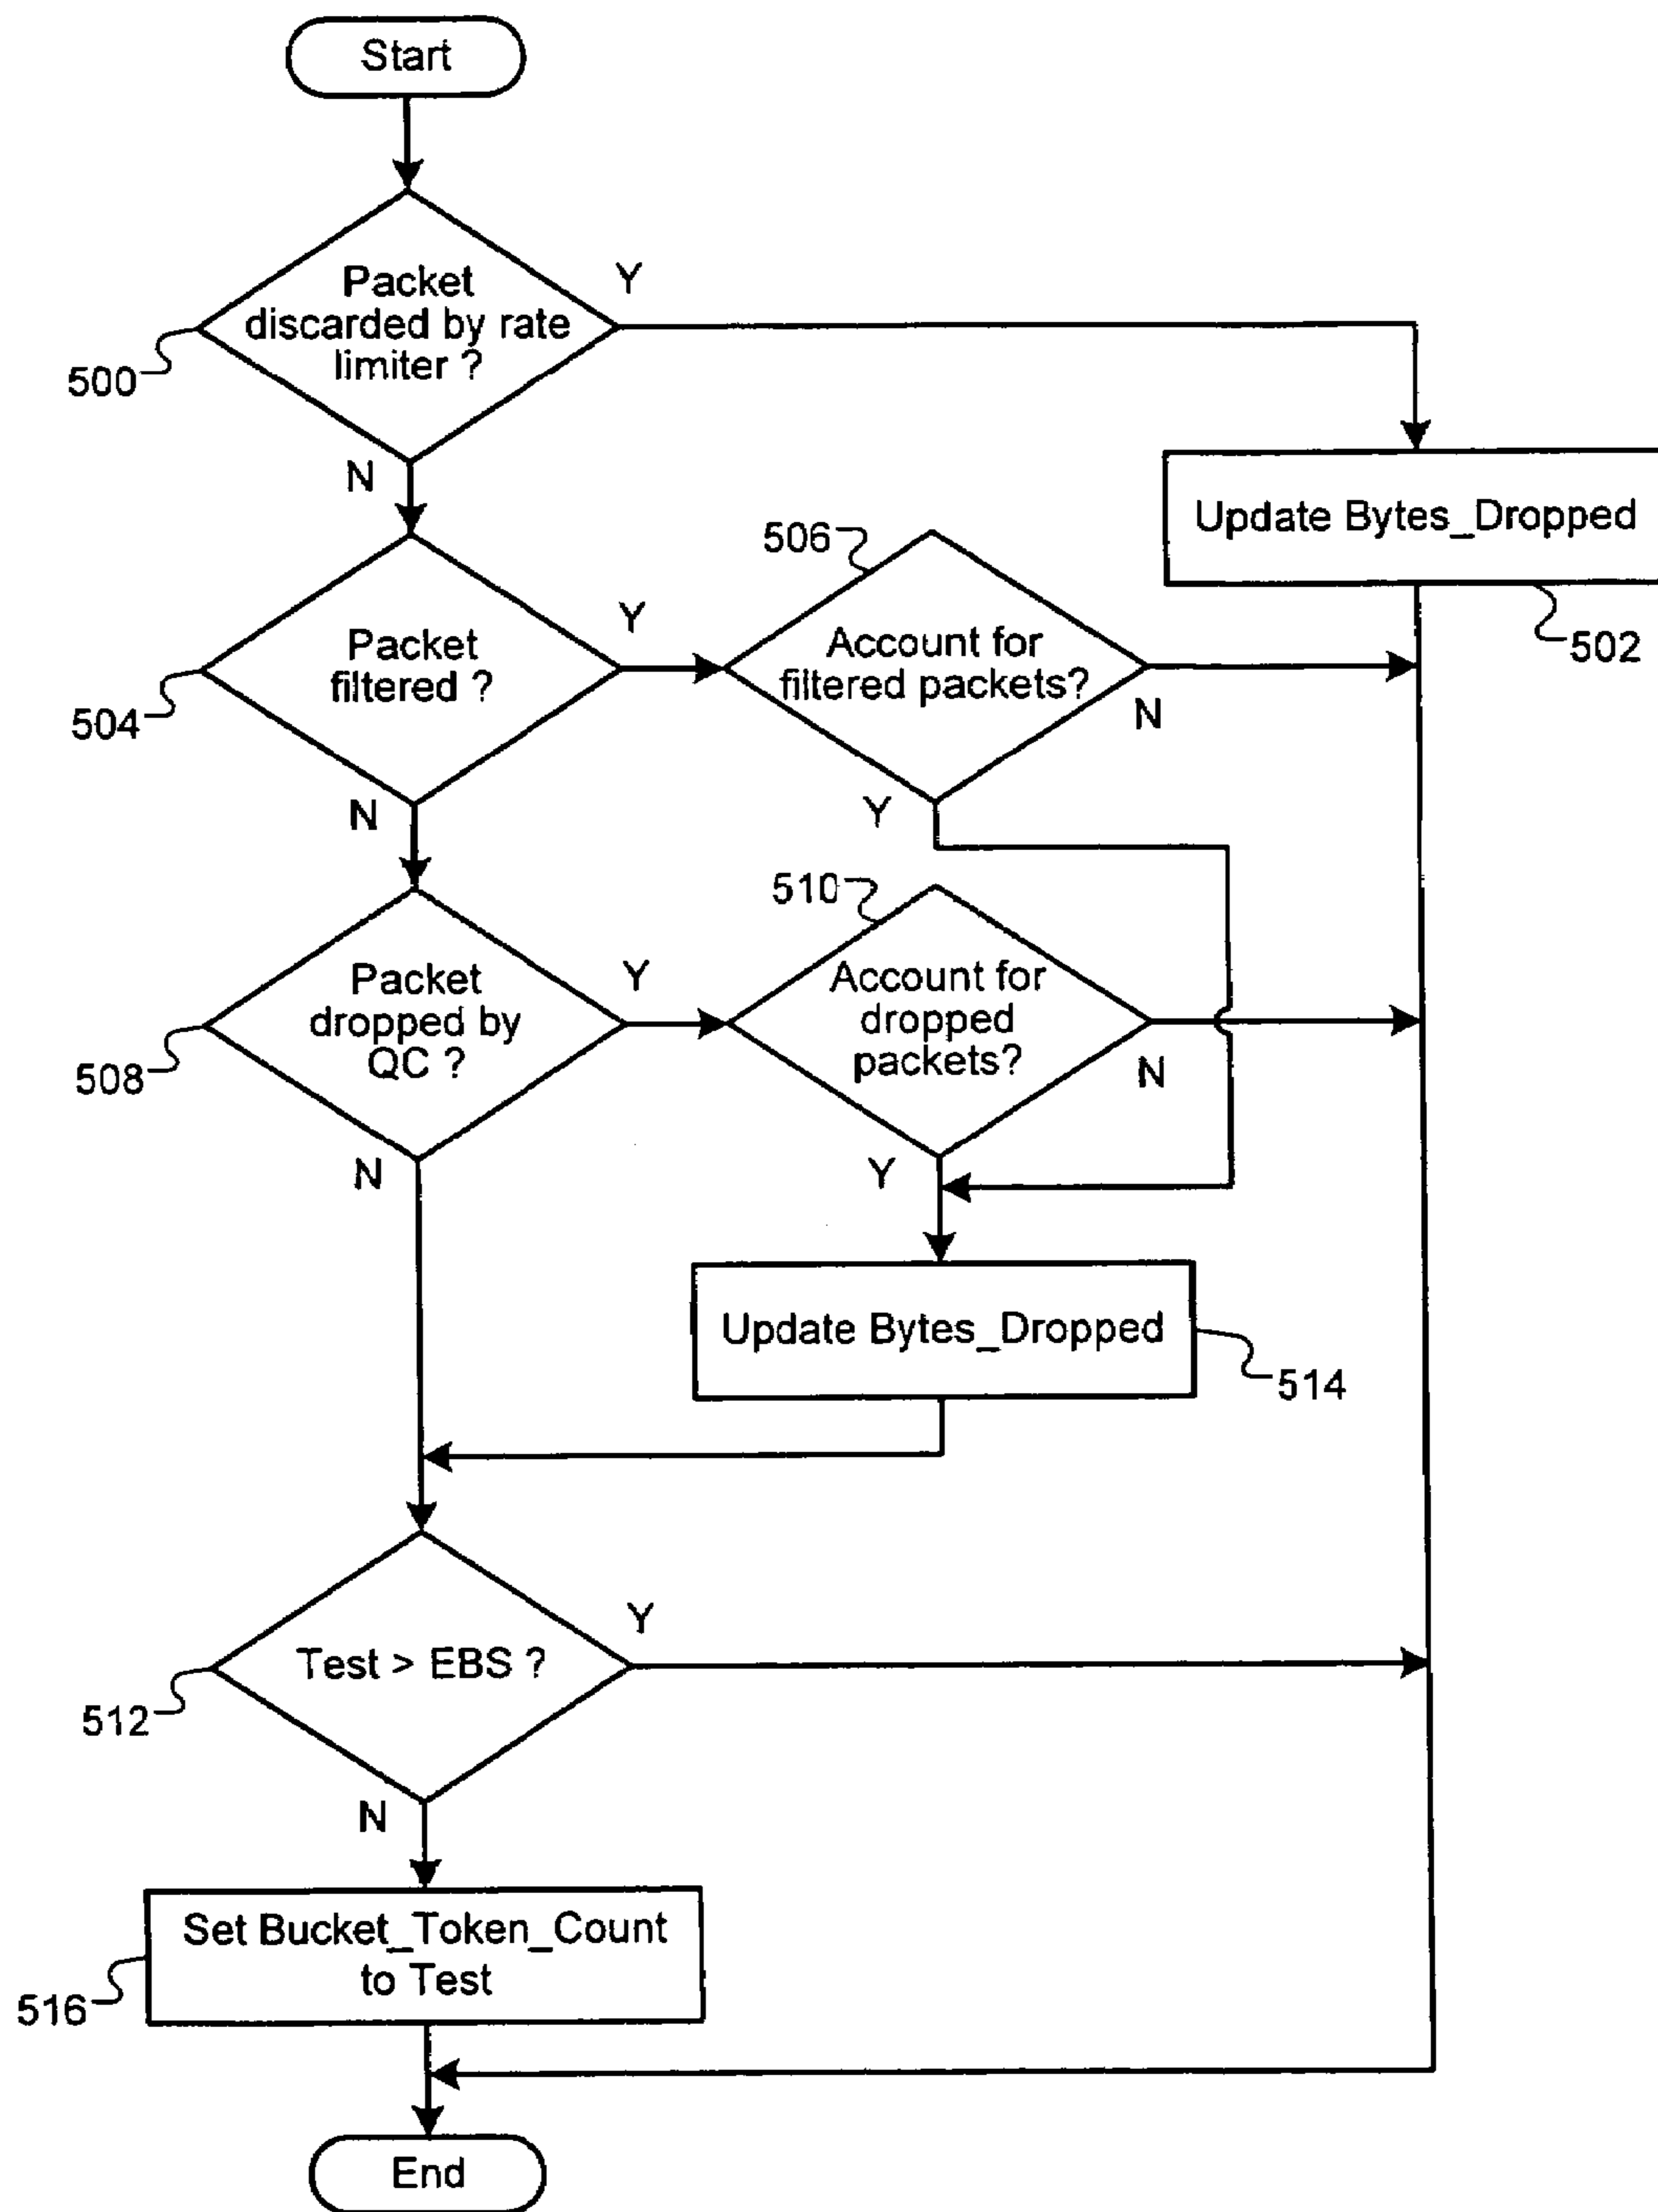 Start
Packet
discarded by rate
limiter ?
Y
500
N
Update Bytes_Dropped
502
506
Packet
filtered ?
Y
Account for
filtered packets?
N
504
N
Y
510
Packet
dropped by
QC ?
Y
Account for
dropped
packets?
N
508
N
Y
Update Bytes_Dropped
514
Test > EBS ?
Y
512
N
Set Bucket_Token_Count
to Test
516
End